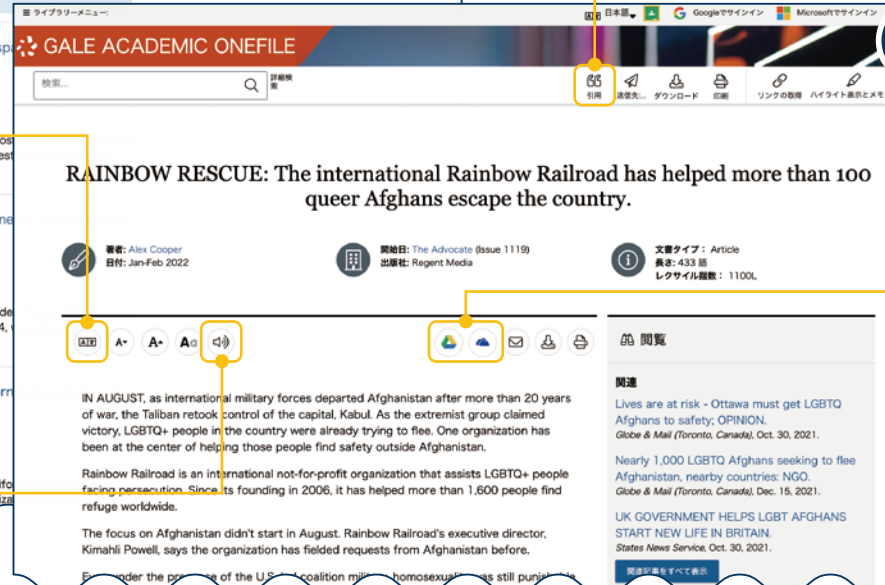 ライブラリーメニュー:
日本語
Googleでサインイン
Microsoftでサインイン
GALE ACADEMIC ONEFILE
検索...
詳細検索
引用
送信先:...
ダウンロード
印刷
リンクの取得
ハイライト表示とメモ
RAINBOW RESCUE: The international Rainbow Railroad has helped more than 100
queer Afghans escape the country.
著者: Alex Cooper
日付: Jan-Feb 2022
開始日: The Advocate (Issue 1119)
出版社: Regent Media
文書タイプ： Article
長さ: 433 語
レクサイル指数： 1100L
IN AUGUST, as international military forces departed Afghanistan after more than 20 years
of war, the Taliban retook control of the capital, Kabul. As the extremist group claimed
victory, LGBTQ+ people in the country were already trying to flee. One organization has
been at the center of helping those people find safety outside Afghanistan.
Rainbow Railroad is an international not-for-profit organization that assists LGBTQ+ people
facing persecution. Since its founding in 2006, it has helped more than 1,600 people find
refuge worldwide.
The focus on Afghanistan didn't start in August. Rainbow Railroad's executive director,
Kimahli Powell, says the organization has fielded requests from Afghanistan before.
Even under the presence of the U.S.-led coalition military, homosexuality was still punishable
閲覧
関連
Lives are at risk - Ottawa must get LGBTQ
Afghans to safety; OPINION.
Globe & Mail (Toronto, Canada), Oct. 30, 2021.
Nearly 1,000 LGBTQ Afghans seeking to flee
Afghanistan, nearby countries: NGO.
Globe & Mail (Toronto, Canada), Dec. 15, 2021.
UK GOVERNMENT HELPS LGBT AFGHANS
START NEW LIFE IN BRITAIN.
States News Service, Oct. 30, 2021.
関連記事をすべて表示